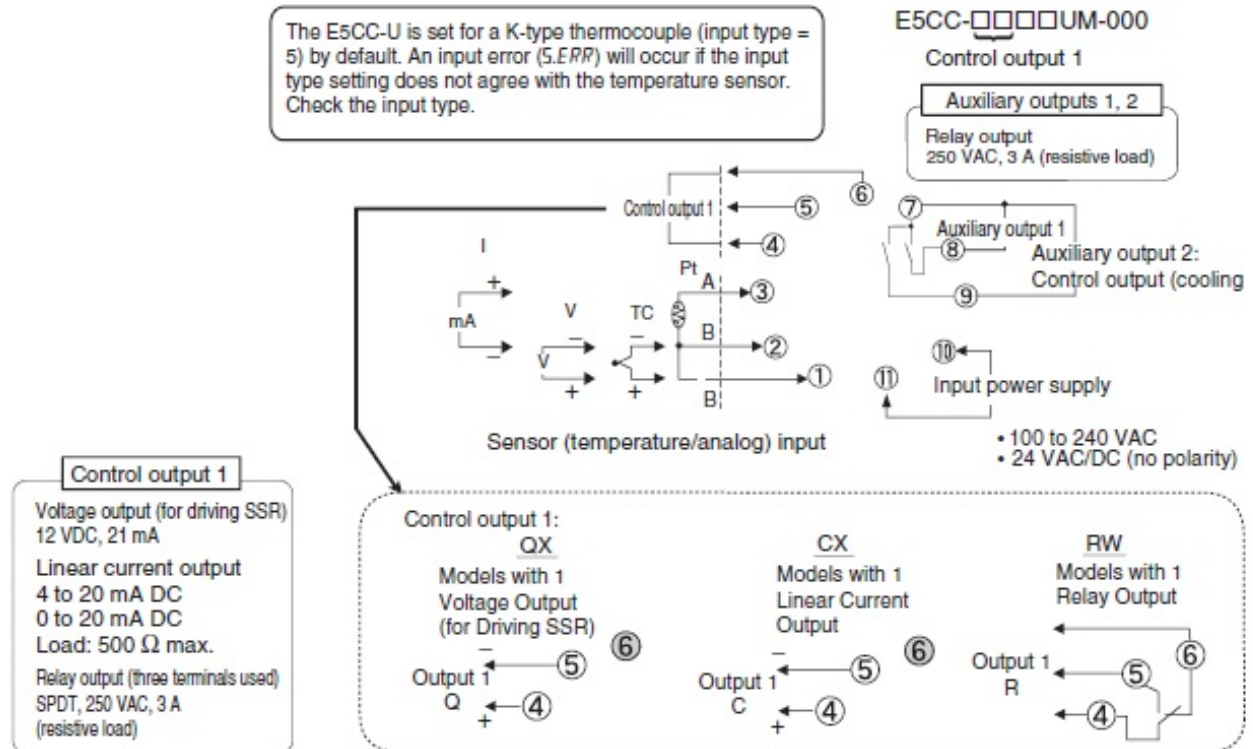 The E5CC-U is set for a K-type thermocouple (input type =
5) by default. An input error (S.ERR) will occur if the input
type setting does not agree with the temperature sensor.
Check the input type.
E5CC-□□□□UM-000
Control output 1
Auxiliary outputs 1, 2
Relay output
250 VAC, 3 A (resistive load)
Control output 1
⑥
⑤
④
⑦
Auxiliary output 1
⑧
Auxiliary output 2:
Control output (cooling
⑨
I
+
mA
−
V
−
V
+
TC
−
+
Pt
A
③
B
②
B
①
⑩
⑪
Input power supply
• 100 to 240 VAC
• 24 VAC/DC (no polarity)
Sensor (temperature/analog) input
Control output 1
Voltage output (for driving SSR)
12 VDC, 21 mA
Linear current output
4 to 20 mA DC
0 to 20 mA DC
Load: 500 Ω max.
Relay output (three terminals used)
SPDT, 250 VAC, 3 A
(resistive load)
Control output 1:
QX
Models with 1
Voltage Output
(for Driving SSR)
⑥
−
⑤
Output 1
Q
④
+
CX
Models with 1
Linear Current
Output
⑥
−
⑤
Output 1
C
④
+
RW
Models with 1
Relay Output
⑥
Output 1
R
⑤
④